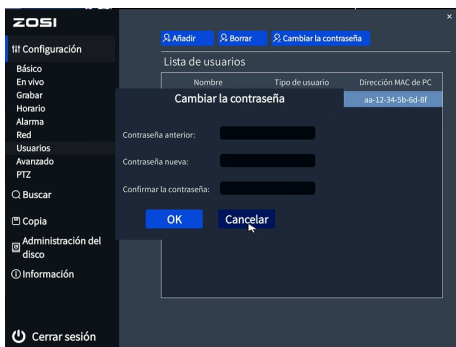 ZOSI
×
Configuración
Básico
En vivo
Grabar
Horario
Alarma
Red
Usuarios
Avanzado
PTZ
Buscar
Copia
Administración del
disco
Información
Cerrar sesión
Añadir Borrar Cambiar la contraseña
Lista de usuarios
Nombre Tipo de usuario Dirección MAC de PC
aa-12-34-5b-6d-8f
Cambiar la contraseña
Contraseña anterior:
Contraseña nueva:
Confirmar la contraseña:
OK Cancelar